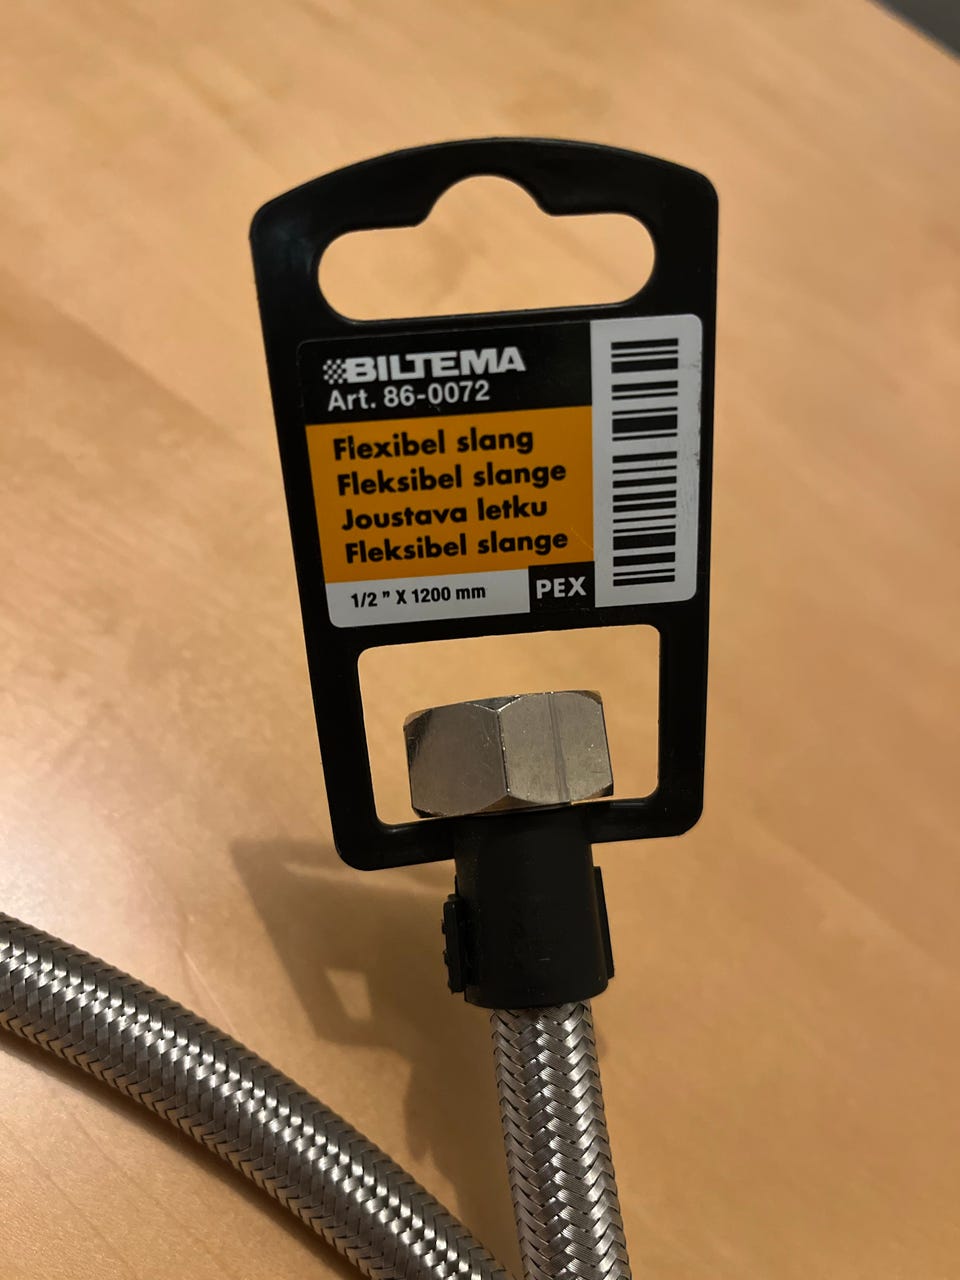 BILTEMA
Art. 86-0072
Flexibel slang
Fleksibel slange
Joustava letku
Fleksibel slange
1/2 " X 1200 mm
PEX